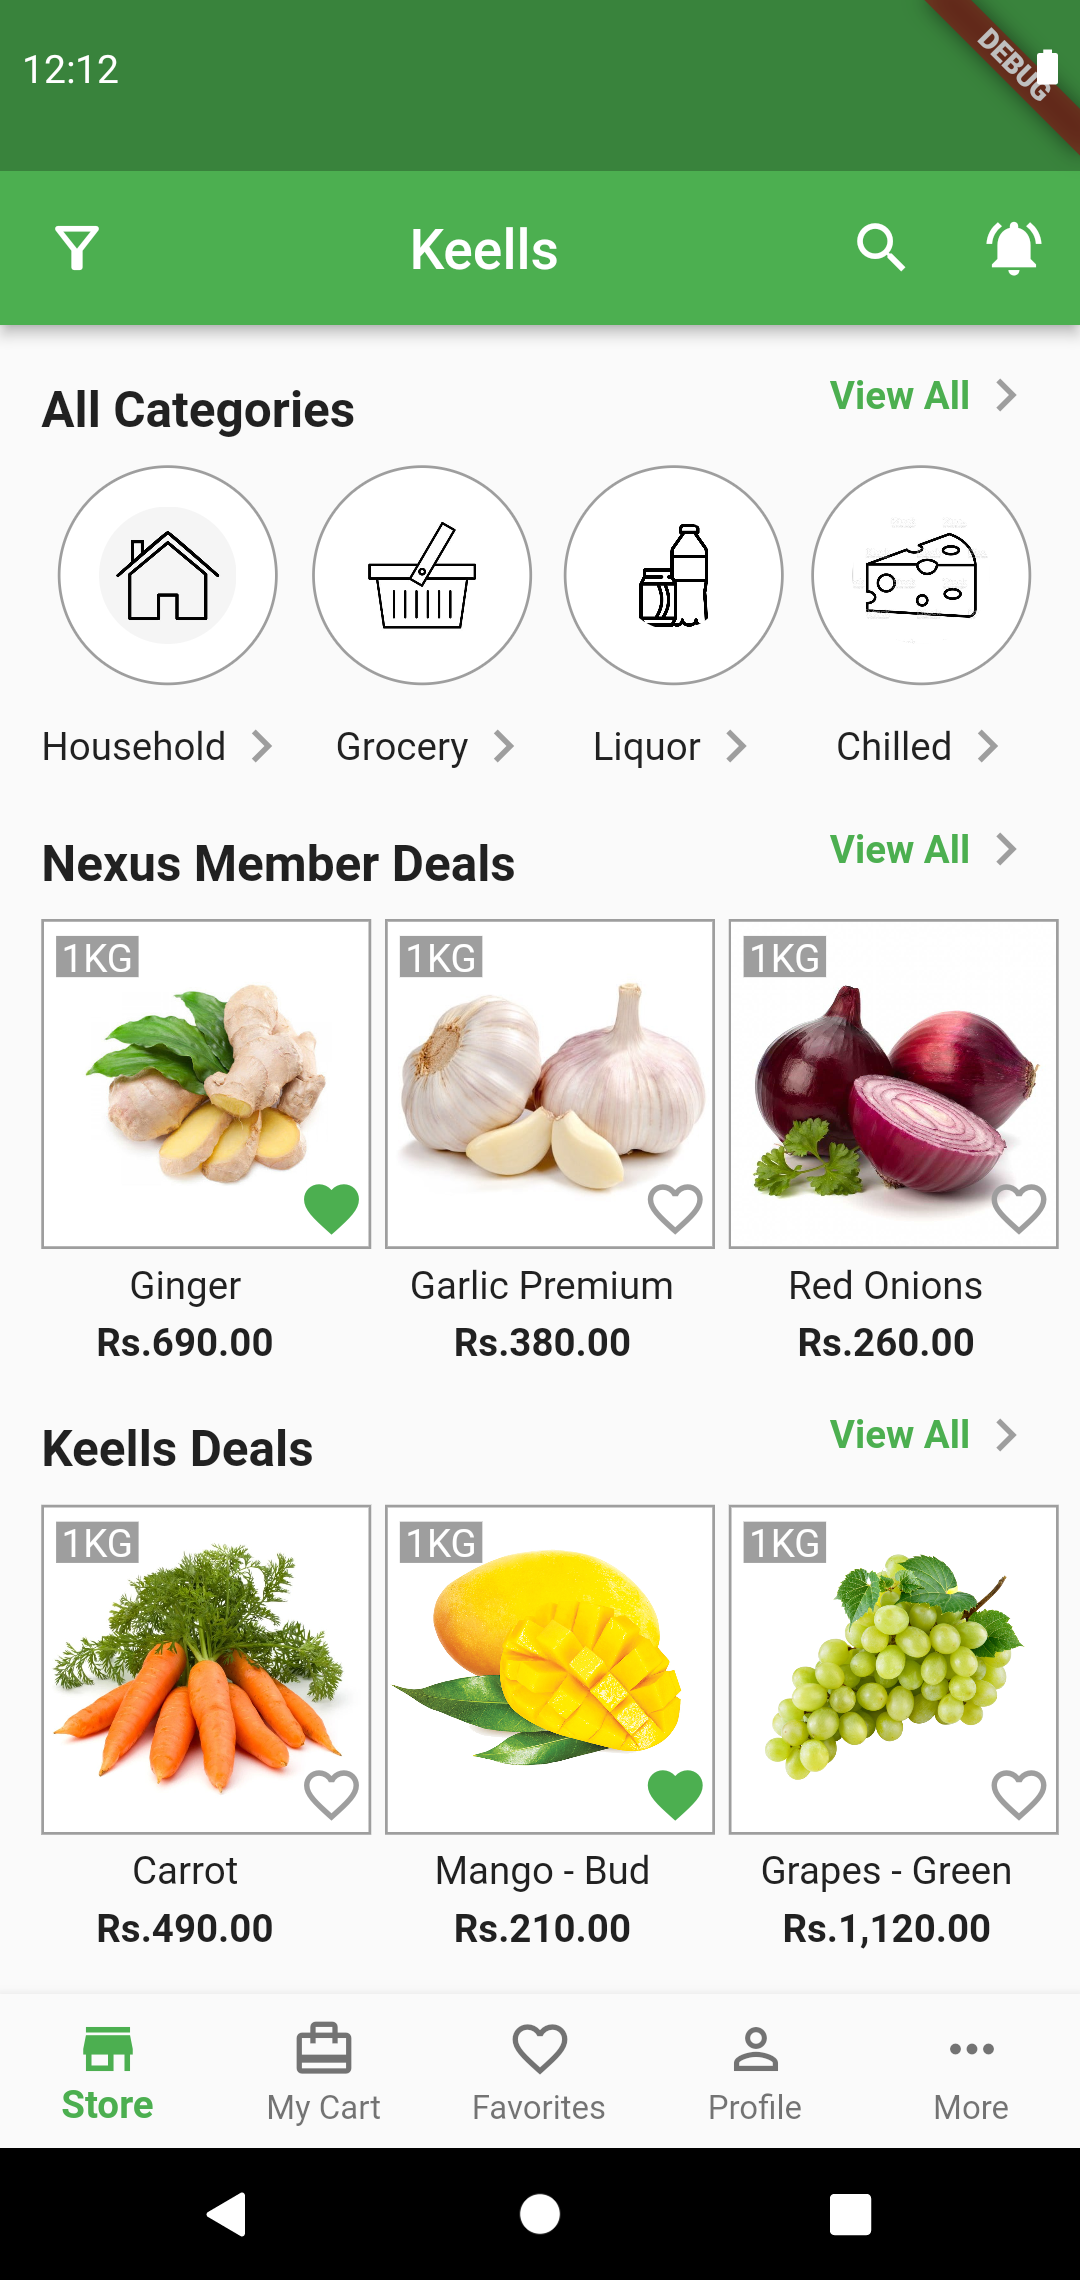 12:12
DEBUG
Keells
All Categories
View All
Household
Grocery
Liquor
Chilled
Nexus Member Deals
View All
1KG
1KG
1KG
Ginger
Garlic Premium
Red Onions
Rs.690.00
Rs.380.00
Rs.260.00
Keells Deals
View All
1KG
1KG
1KG
Carrot
Mango - Bud
Grapes - Green
Rs.490.00
Rs.210.00
Rs.1,120.00
Store
My Cart
Favorites
Profile
More